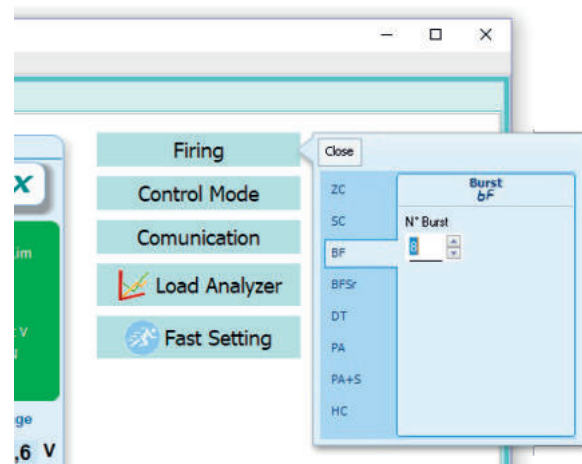 Firing
Control Mode
Comunication
Load Analyzer
Fast Setting
Close
ZC
SC
BF
BFSr
DT
PA
PA+S
HC
Burst
bF
N° Burst
8
X
im
V
ge
,6 V